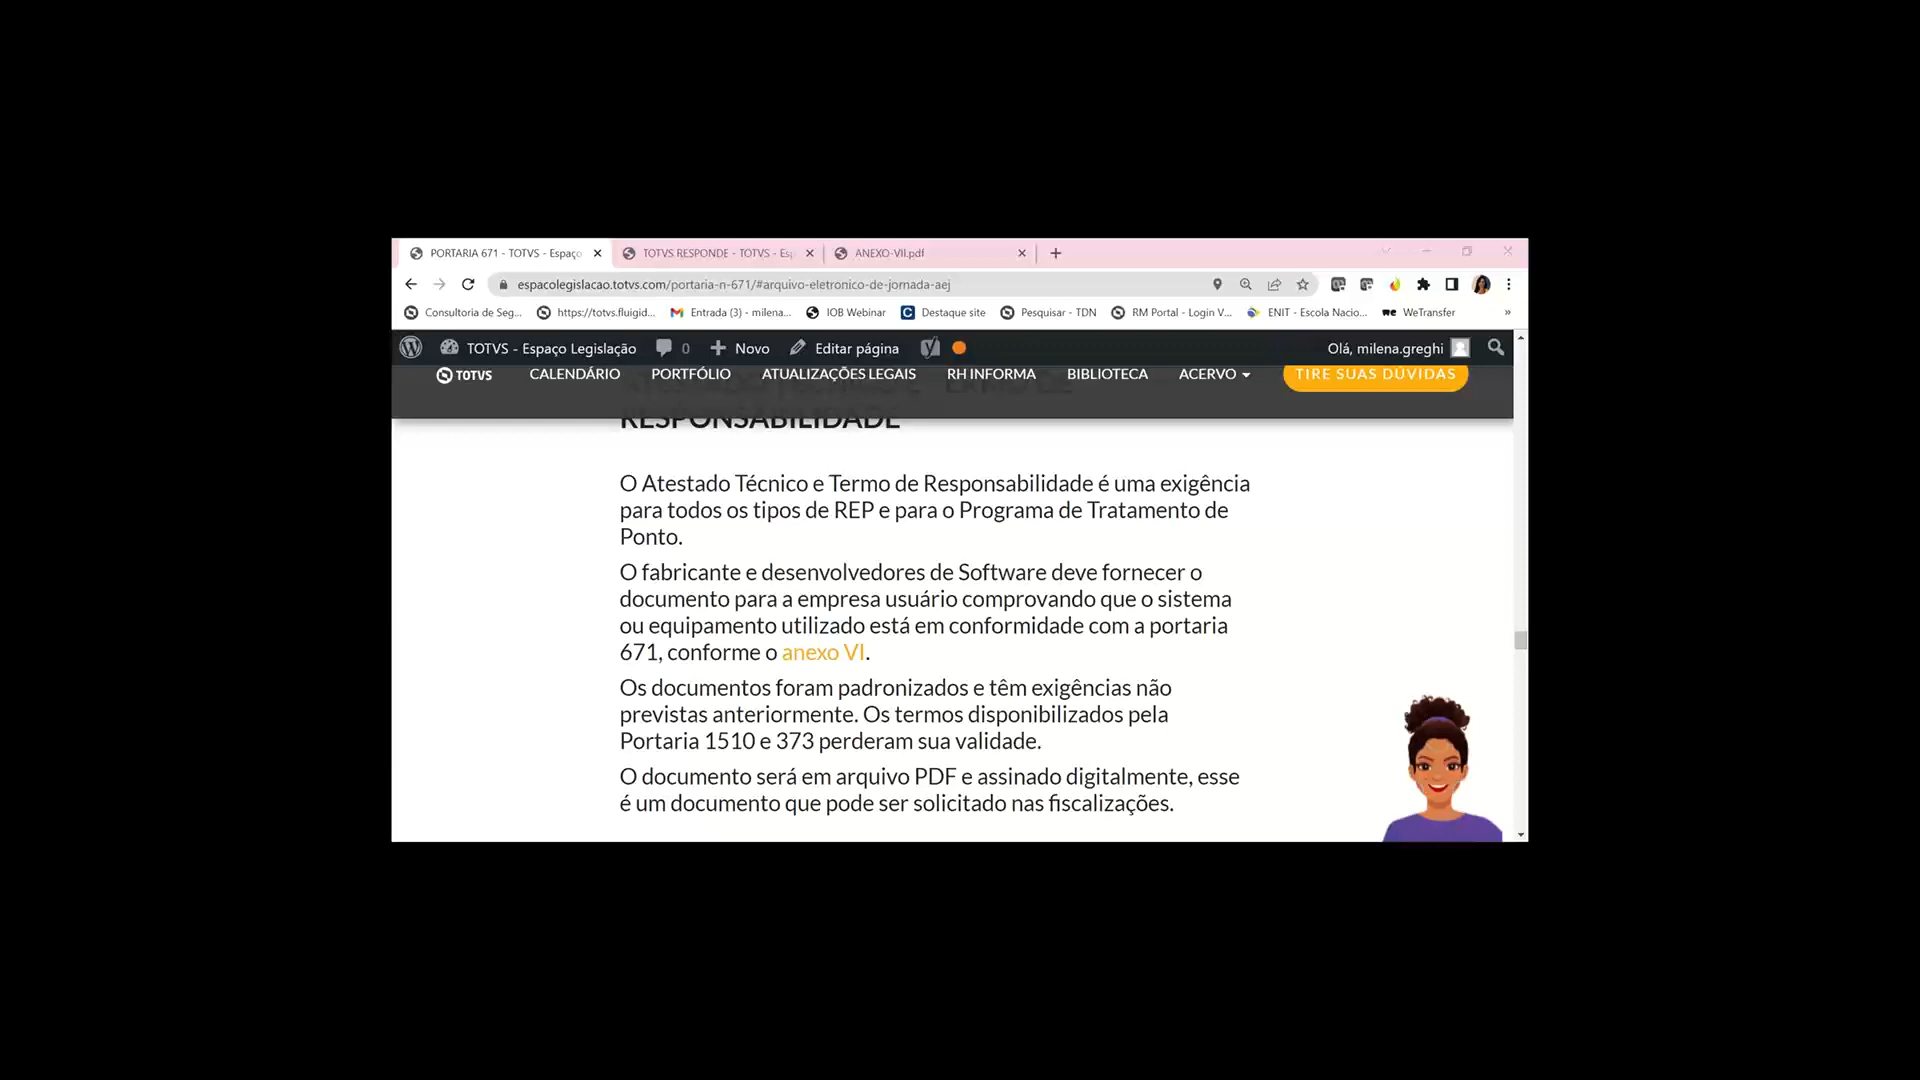 PORTARIA 671 - TOTVS - Espaço
TOTVS RESPONDE - TOTVS - Esp
ANEXO-VII.pdf
espacolegislacao.totvs.com/portaria-n-671/#arquivo-eletronico-de-jornada-aej
Consultoria de Seg... https://totvs.fluigid... Entrada (3) - milena... IOB Webinar Destaque site Pesquisar - TDN RM Portal - Login V... ENIT - Escola Nacio... WeTransfer »
TOTVS - Espaço Legislação 0 Novo Editar página Olá, milena.greghi
TOTVS CALENDÁRIO PORTFÓLIO ATUALIZAÇÕES LEGAIS RH INFORMA BIBLIOTECA ACERVO TIRE SUAS DÚVIDAS
RESPONSABILIDADE
O Atestado Técnico e Termo de Responsabilidade é uma exigência
para todos os tipos de REP e para o Programa de Tratamento de
Ponto.
O fabricante e desenvolvedores de Software deve fornecer o
documento para a empresa usuário comprovando que o sistema
ou equipamento utilizado está em conformidade com a portaria
671, conforme o anexo VI.
Os documentos foram padronizados e têm exigências não
previstas anteriormente. Os termos disponibilizados pela
Portaria 1510 e 373 perderam sua validade.
O documento será em arquivo PDF e assinado digitalmente, esse
é um documento que pode ser solicitado nas fiscalizações.